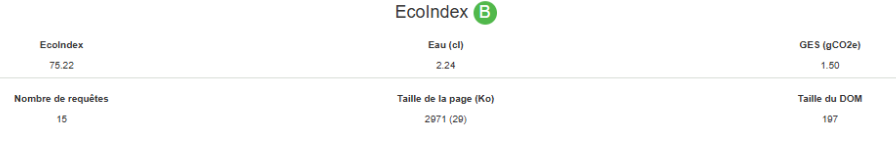 EcoIndex B
EcoIndex Eau (cl) GES (gCO2e)
75.22 2.24 1.50
Nombre de requêtes Taille de la page (Ko) Taille du DOM
15 2971 (29) 197